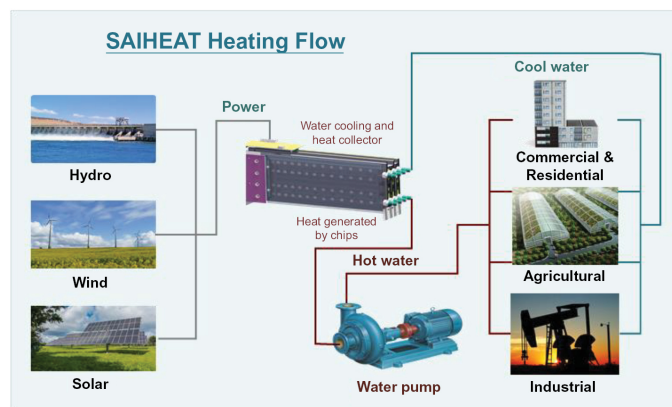 SAIHEAT Heating Flow
Hydro
Wind
Solar
Power
Water cooling and
heat collector
Heat generated
by chips
Hot water
Water pump
Cool water
Commercial &
Residential
Agricultural
Industrial